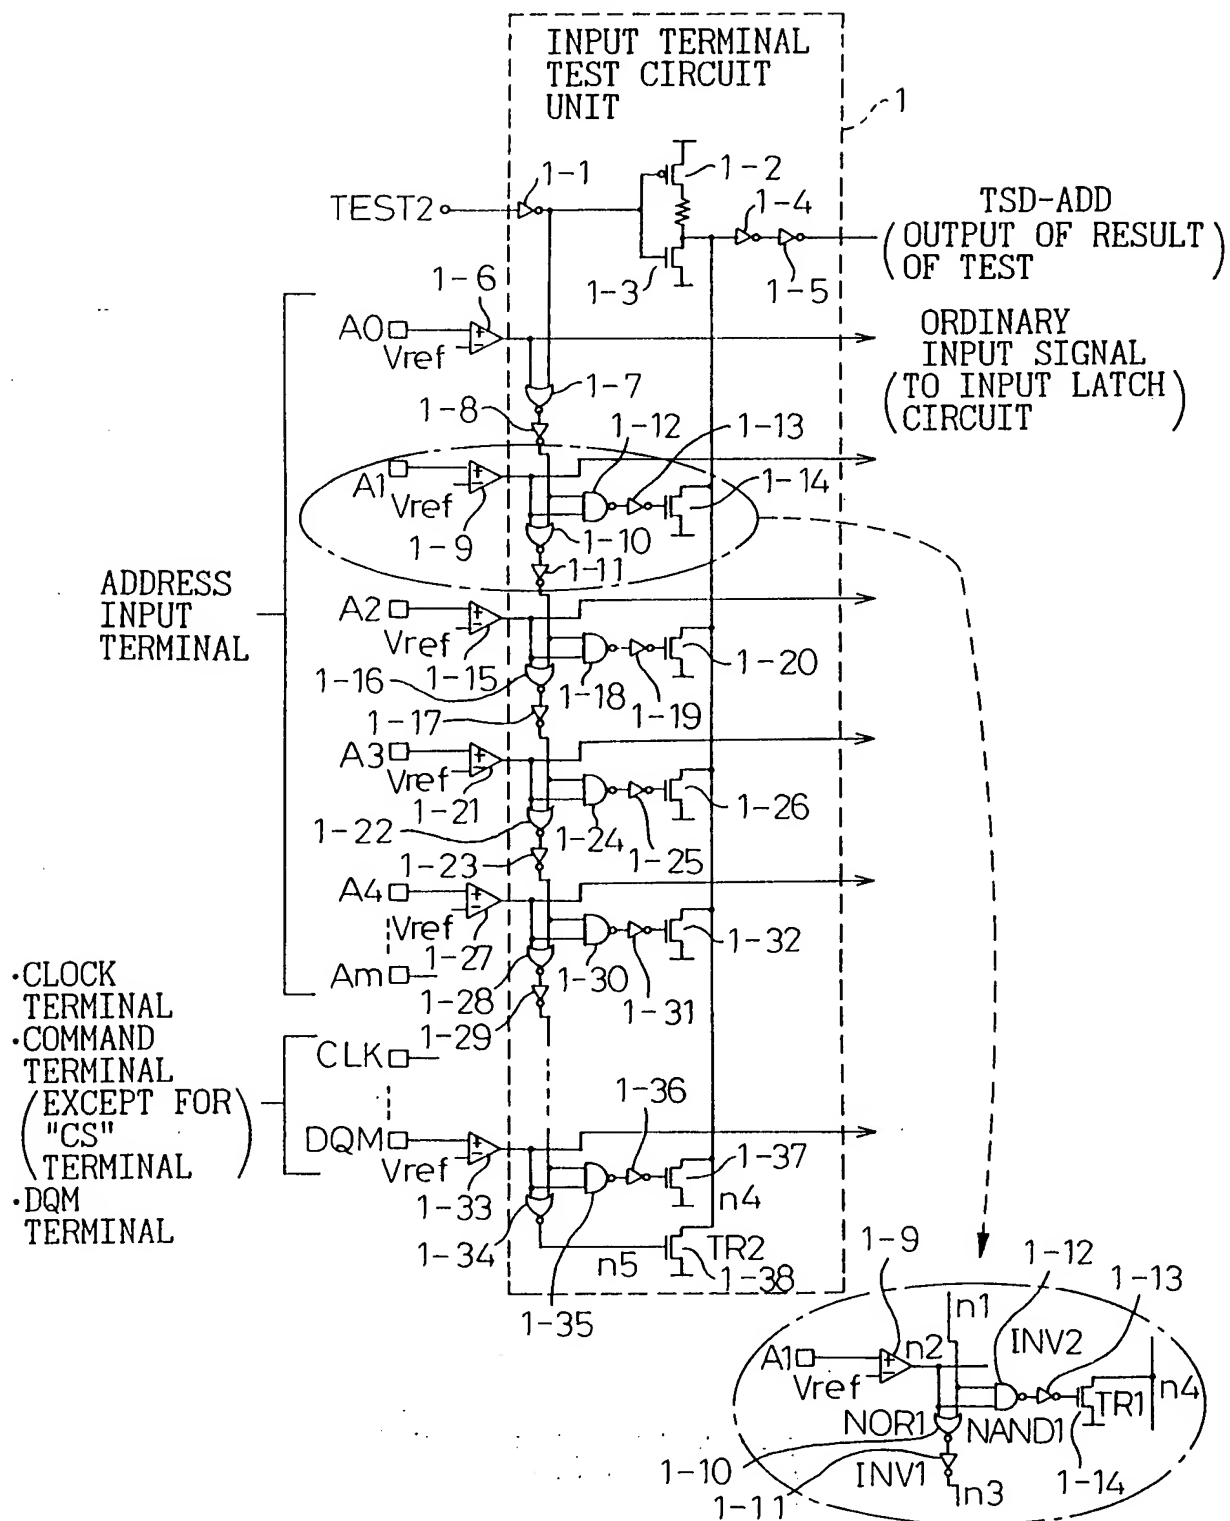 INPUT TERMINAL
TEST CIRCUIT
UNIT
1
1-1
1-2
TEST2
1-4
TSD-ADD
(OUTPUT OF RESULT
OF TEST)
1-3
1-5
1-6
A0
Vref
ORDINARY
INPUT SIGNAL
(TO INPUT LATCH
CIRCUIT)
1-7
1-8
1-12
1-13
A1
Vref
1-14
1-9
1-10
1-11
ADDRESS
INPUT
TERMINAL
A2
Vref
1-15
1-16
1-18
1-20
1-19
1-17
A3
Vref
1-21
1-26
1-22
1-24
1-25
1-23
A4
Vref
1-27
1-32
1-30
Am
1-28
1-31
1-29
·CLOCK
TERMINAL
·COMMAND
TERMINAL
(EXCEPT FOR
"CS"
TERMINAL)
·DQM
TERMINAL
CLK
1-36
DQM
Vref
1-37
1-33
n4
1-34
n5
TR2
1-38
1-35
1-9
1-12
1-13
n1
A1
n2
INV2
Vref
TR1
n4
NOR1
NAND1
1-10
INV1
1-14
1-11
n3